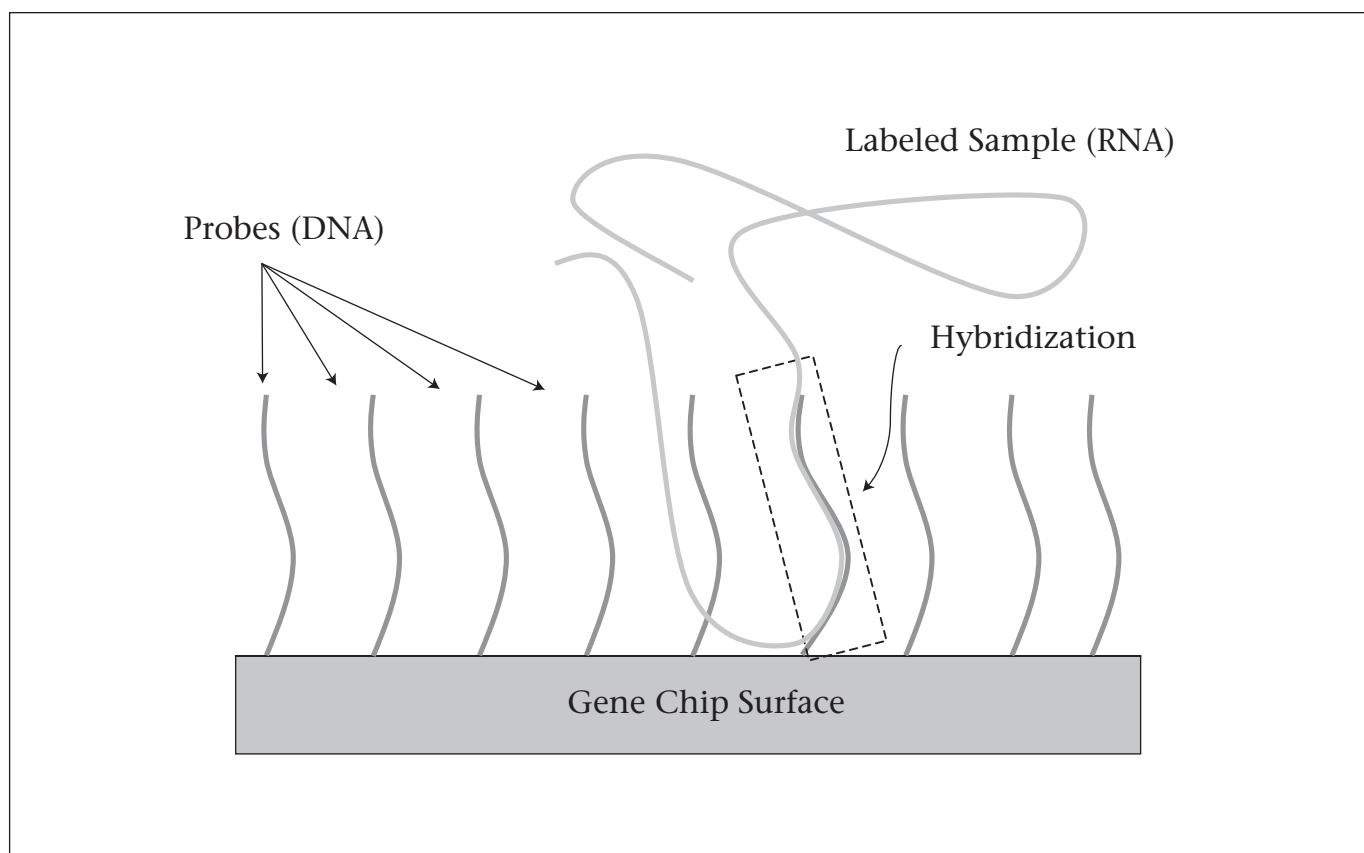 Labeled Sample (RNA)
Probes (DNA)
Hybridization
Gene Chip Surface